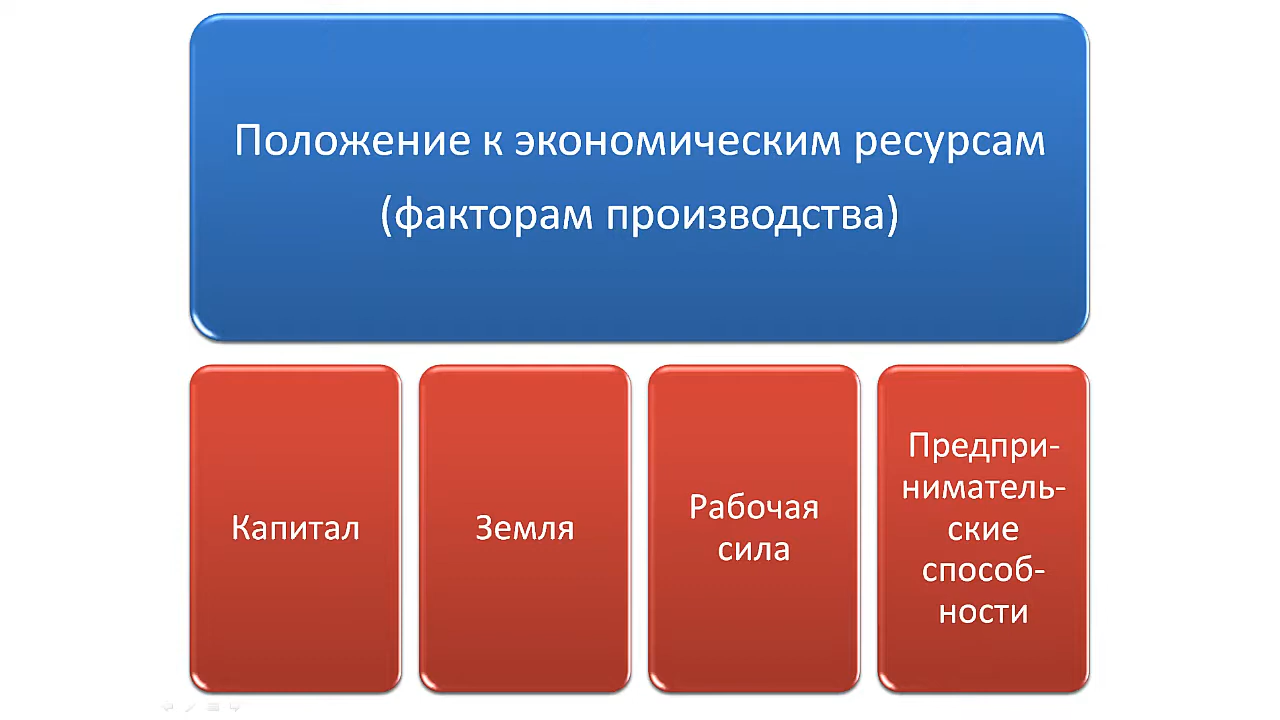 Положение к экономическим ресурсам
(факторам производства)
Капитал
Земля
Рабочая
сила
Предпри-
ниматель-
ские
способ-
ности